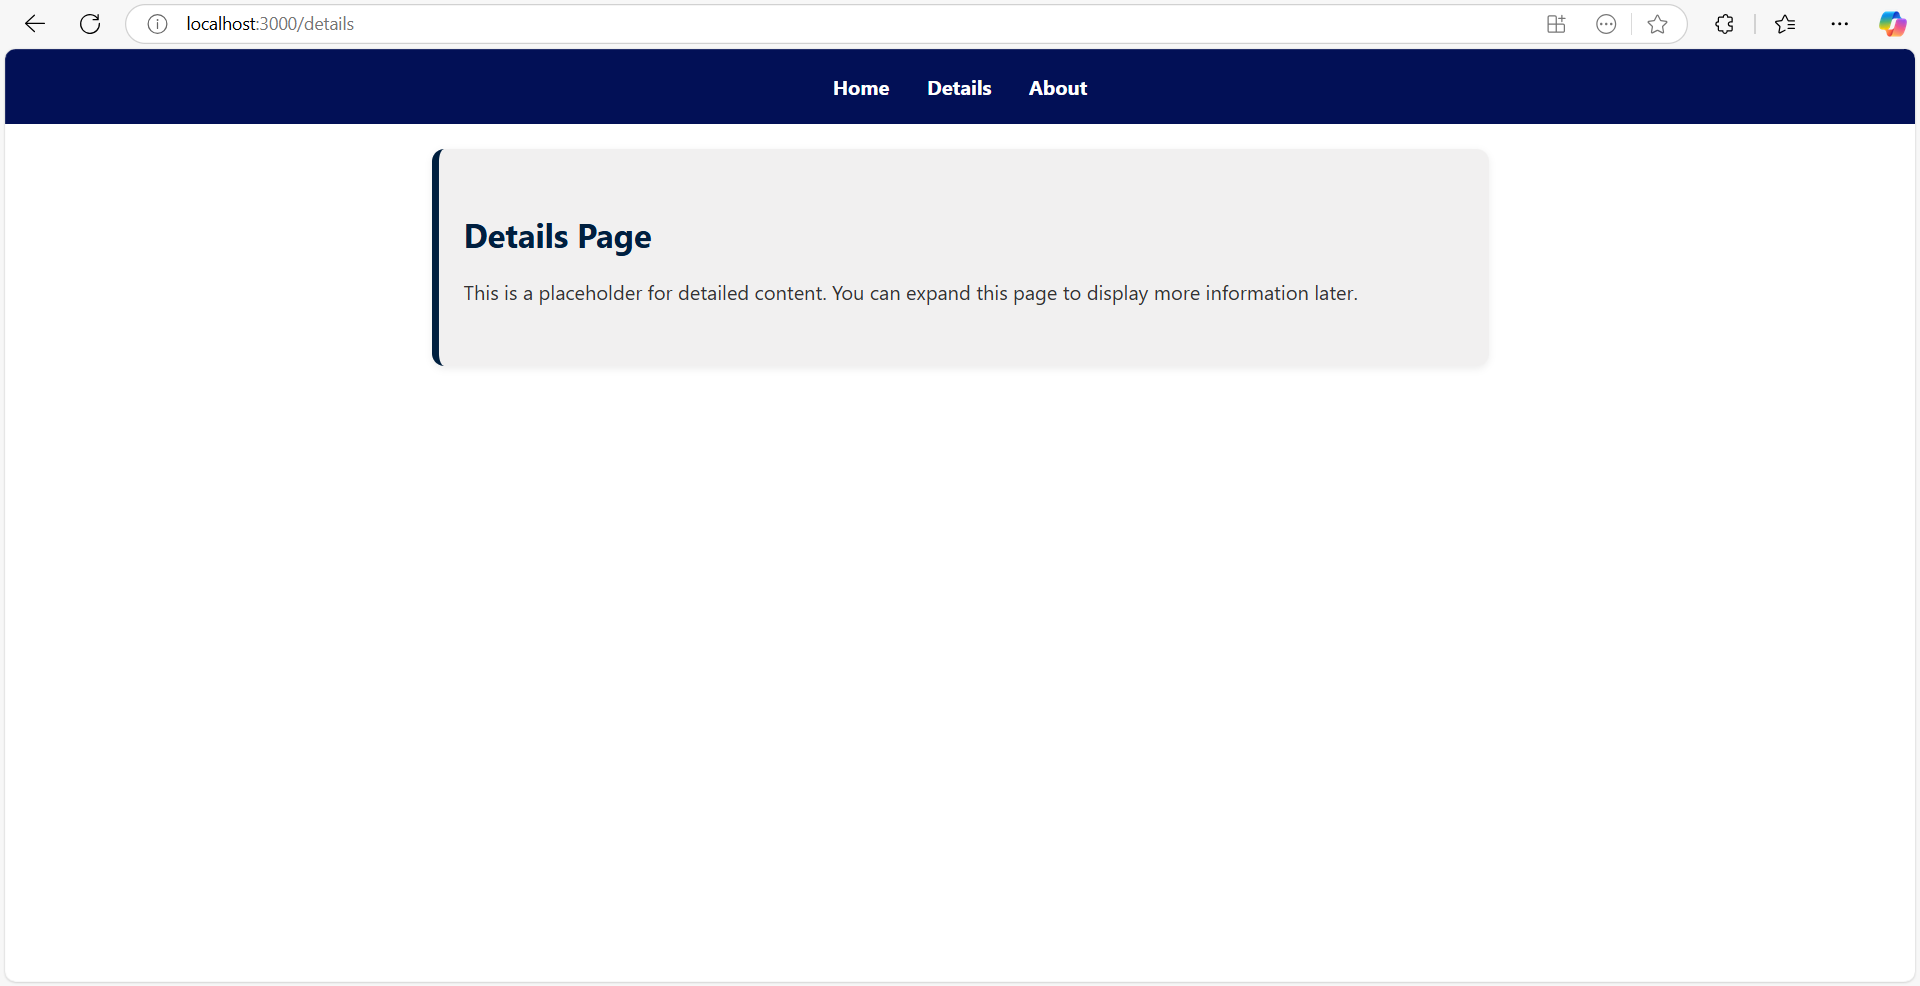 localhost:3000/details
Home Details About
Details Page
This is a placeholder for detailed content. You can expand this page to display more information later.